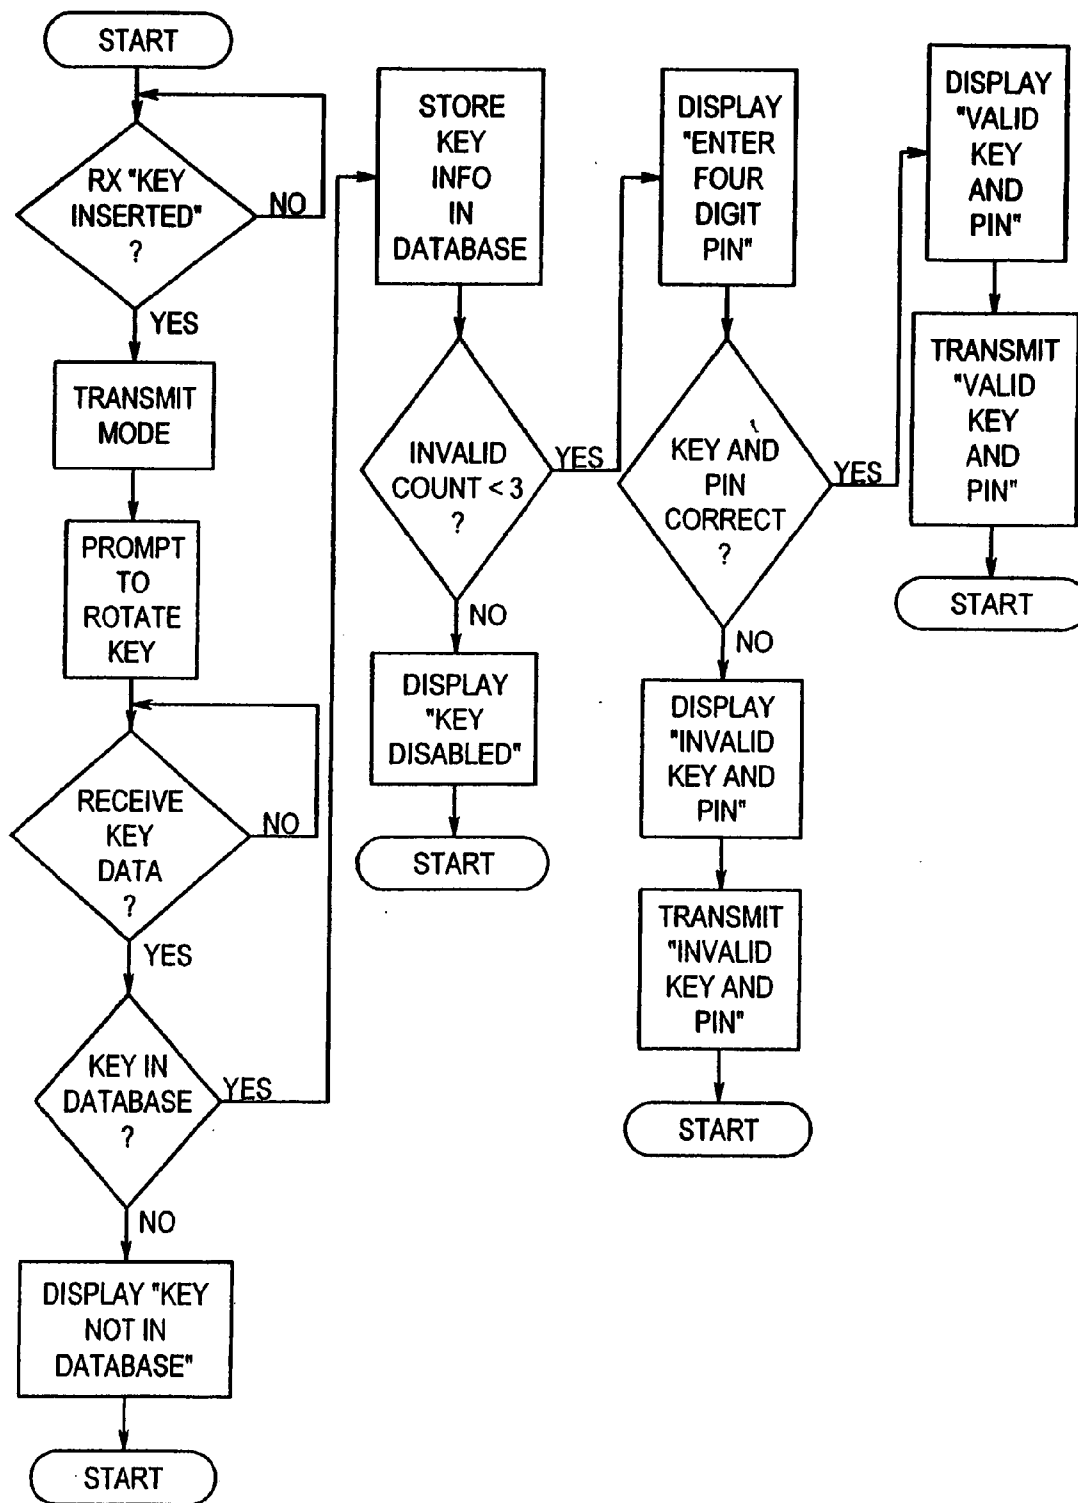 START
RX "KEY
INSERTED"
?
NO
YES
TRANSMIT
MODE
PROMPT
TO
ROTATE
KEY
RECEIVE
KEY
DATA
?
NO
YES
KEY IN
DATABASE
?
YES
NO
DISPLAY "KEY
NOT IN
DATABASE"
START
STORE
KEY
INFO
IN
DATABASE
INVALID
COUNT < 3
?
YES
NO
DISPLAY
"KEY
DISABLED"
START
DISPLAY
"ENTER
FOUR
DIGIT
PIN"
KEY AND
PIN
CORRECT
?
YES
NO
DISPLAY
"INVALID
KEY AND
PIN"
TRANSMIT
"INVALID
KEY AND
PIN"
START
DISPLAY
"VALID
KEY
AND
PIN"
TRANSMIT
"VALID
KEY
AND
PIN"
START